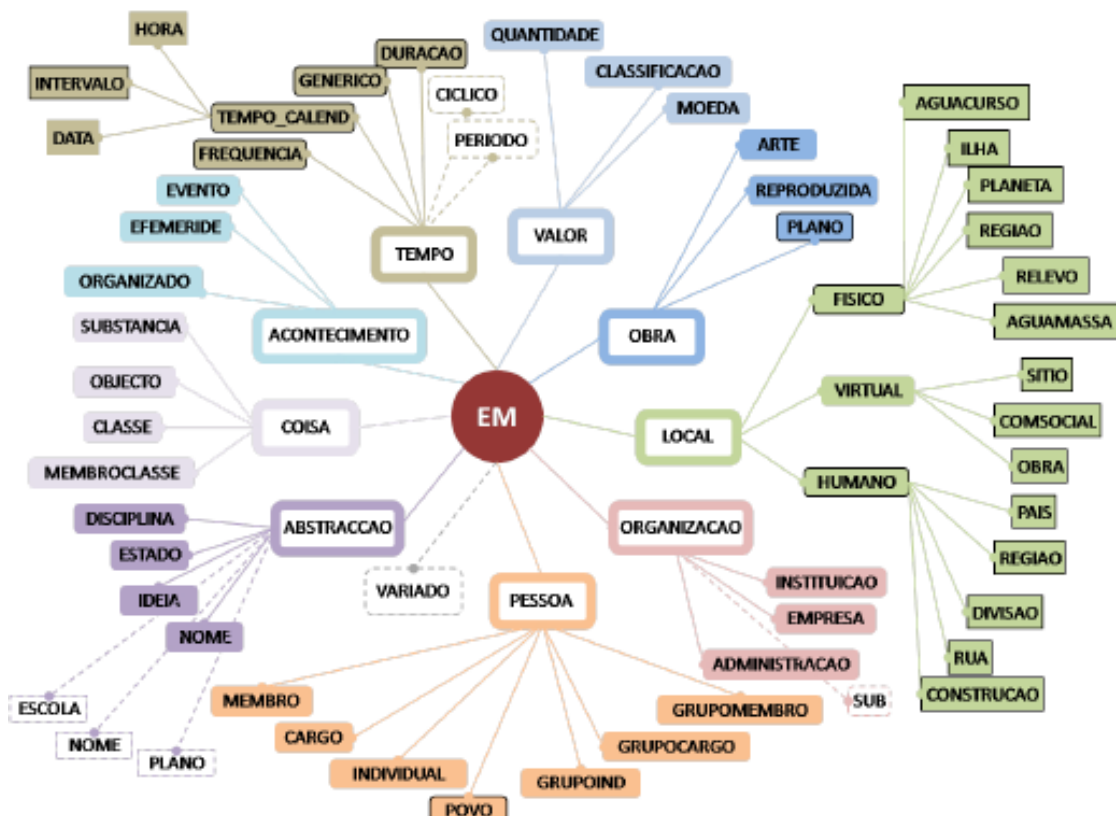 HORA
INTERVALO
DATA
TEMPO_CALEND
GENERICO
DURACAO
FREQUENCIA
CICLICO
PERIODO
TEMPO
QUANTIDADE
CLASSIFICACAO
MOEDA
VALOR
ARTE
REPRODUZIDA
PLANO
OBRA
EVENTO
EFEMERIDE
ORGANIZADO
ACONTECIMENTO
SUBSTANCIA
OBJECTO
CLASSE
MEMBROCLASSE
COISA
EM
AGUACURSO
ILHA
PLANETA
REGIAO
RELEVO
AGUAMASSA
FISICO
VIRTUAL
SITIO
COMSOCIAL
OBRA
LOCAL
HUMANO
PAIS
REGIAO
DIVISAO
RUA
CONSTRUCAO
DISCIPLINA
ESTADO
IDEIA
NOME
ABSTRACCAO
ESCOLA
NOME
PLANO
VARIADO
PESSOA
MEMBRO
CARGO
INDIVIDUAL
POVO
GRUPOIND
GRUPOCARGO
GRUPOMEMBRO
ORGANIZACAO
INSTITUICAO
EMPRESA
ADMINISTRACAO
SUB